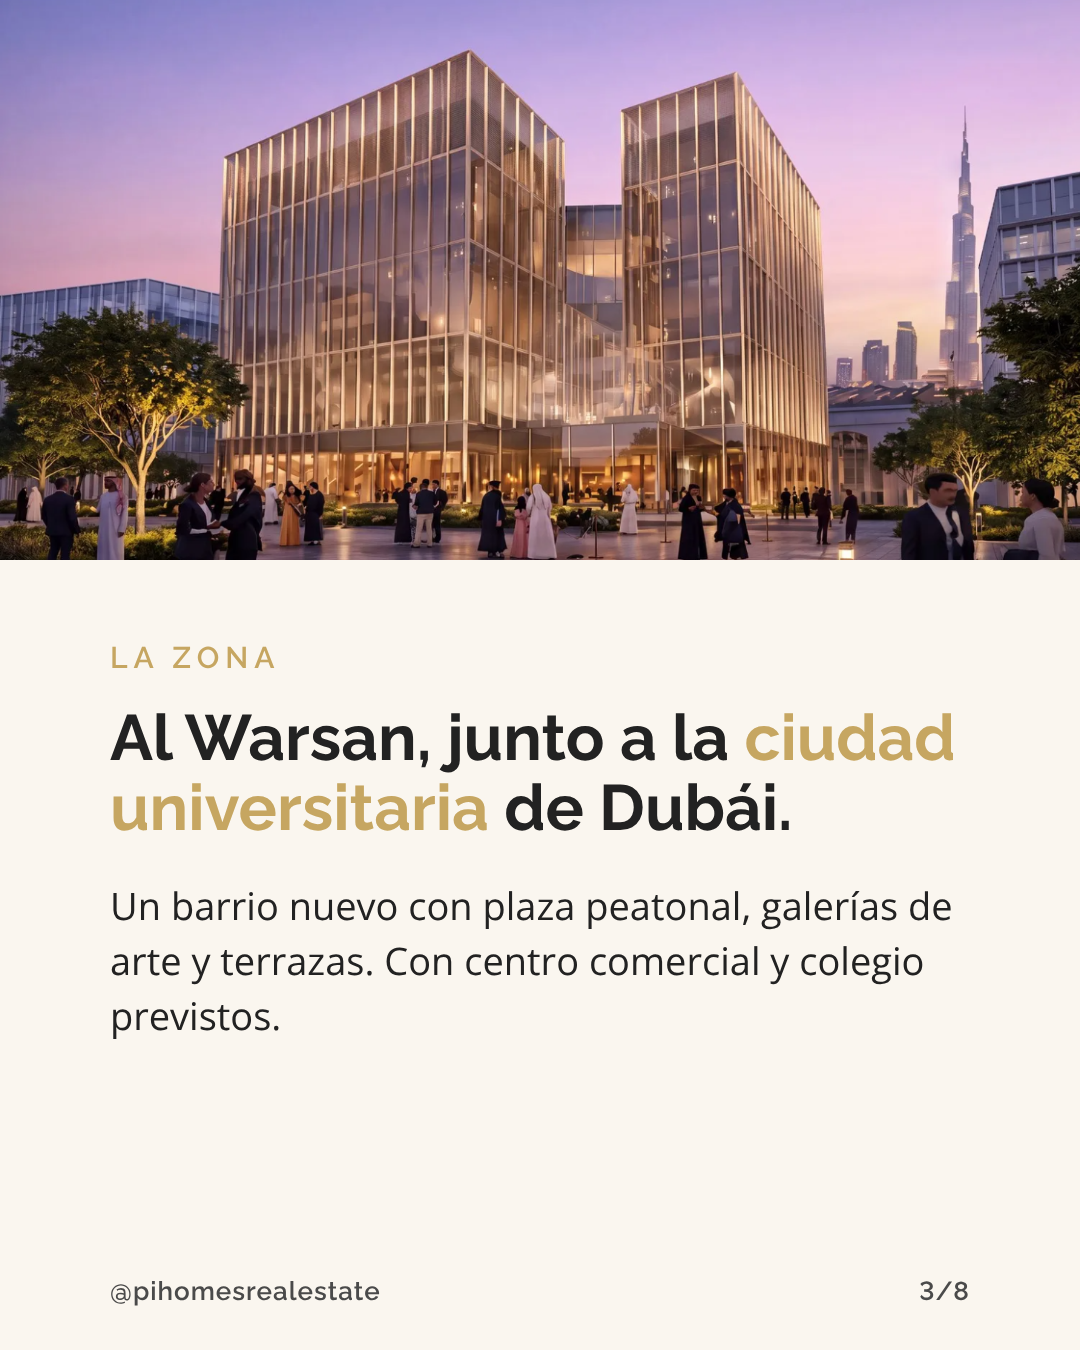 LA ZONA
Al Warsan, junto a la ciudad
universitaria de Dubái.
Un barrio nuevo con plaza peatonal, galerías de
arte y terrazas. Con centro comercial y colegio
previstos.
@pihomesrealestate
3/8